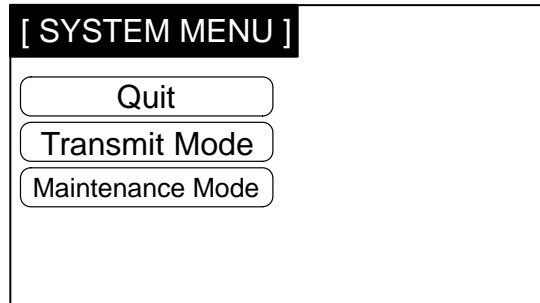 [ SYSTEM MENU ]
Quit
Transmit Mode
Maintenance Mode